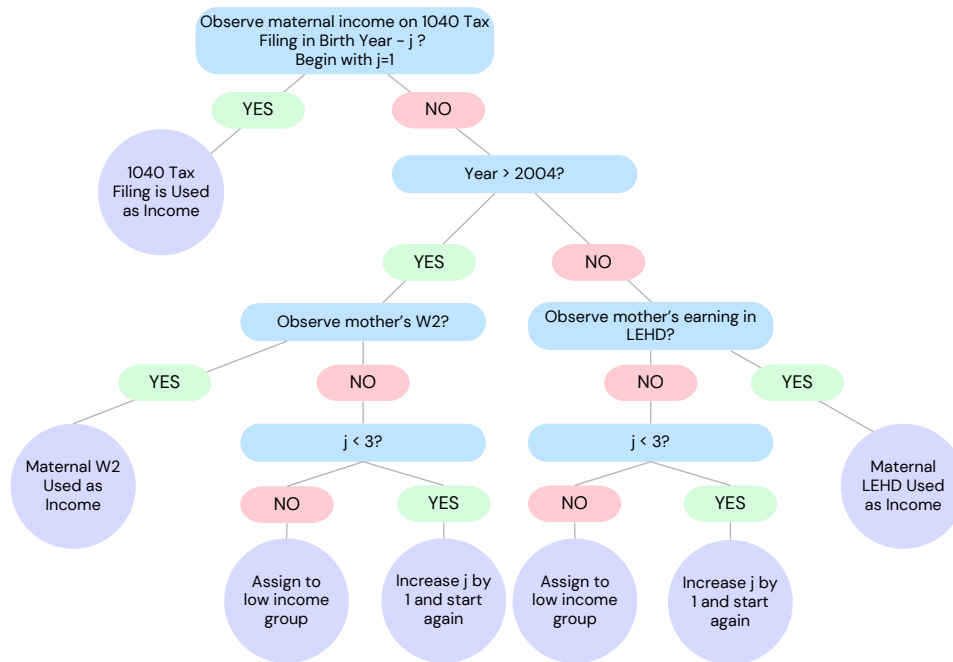 Observe maternal income on 1040 Tax
Filing in Birth Year - j ?
Begin with j=1
YES
NO
1040 Tax
Filing is Used
as Income
Year > 2004?
YES
NO
Observe mother's W2?
Observe mother's earning in
LEHD?
YES
NO
NO
YES
j < 3?
j < 3?
Maternal W2
Used as
Income
Maternal
LEHD Used
as Income
NO
YES
NO
YES
Assign to
low income
group
Increase j by
1 and start
again
Assign to
low income
group
Increase j by
1 and start
again